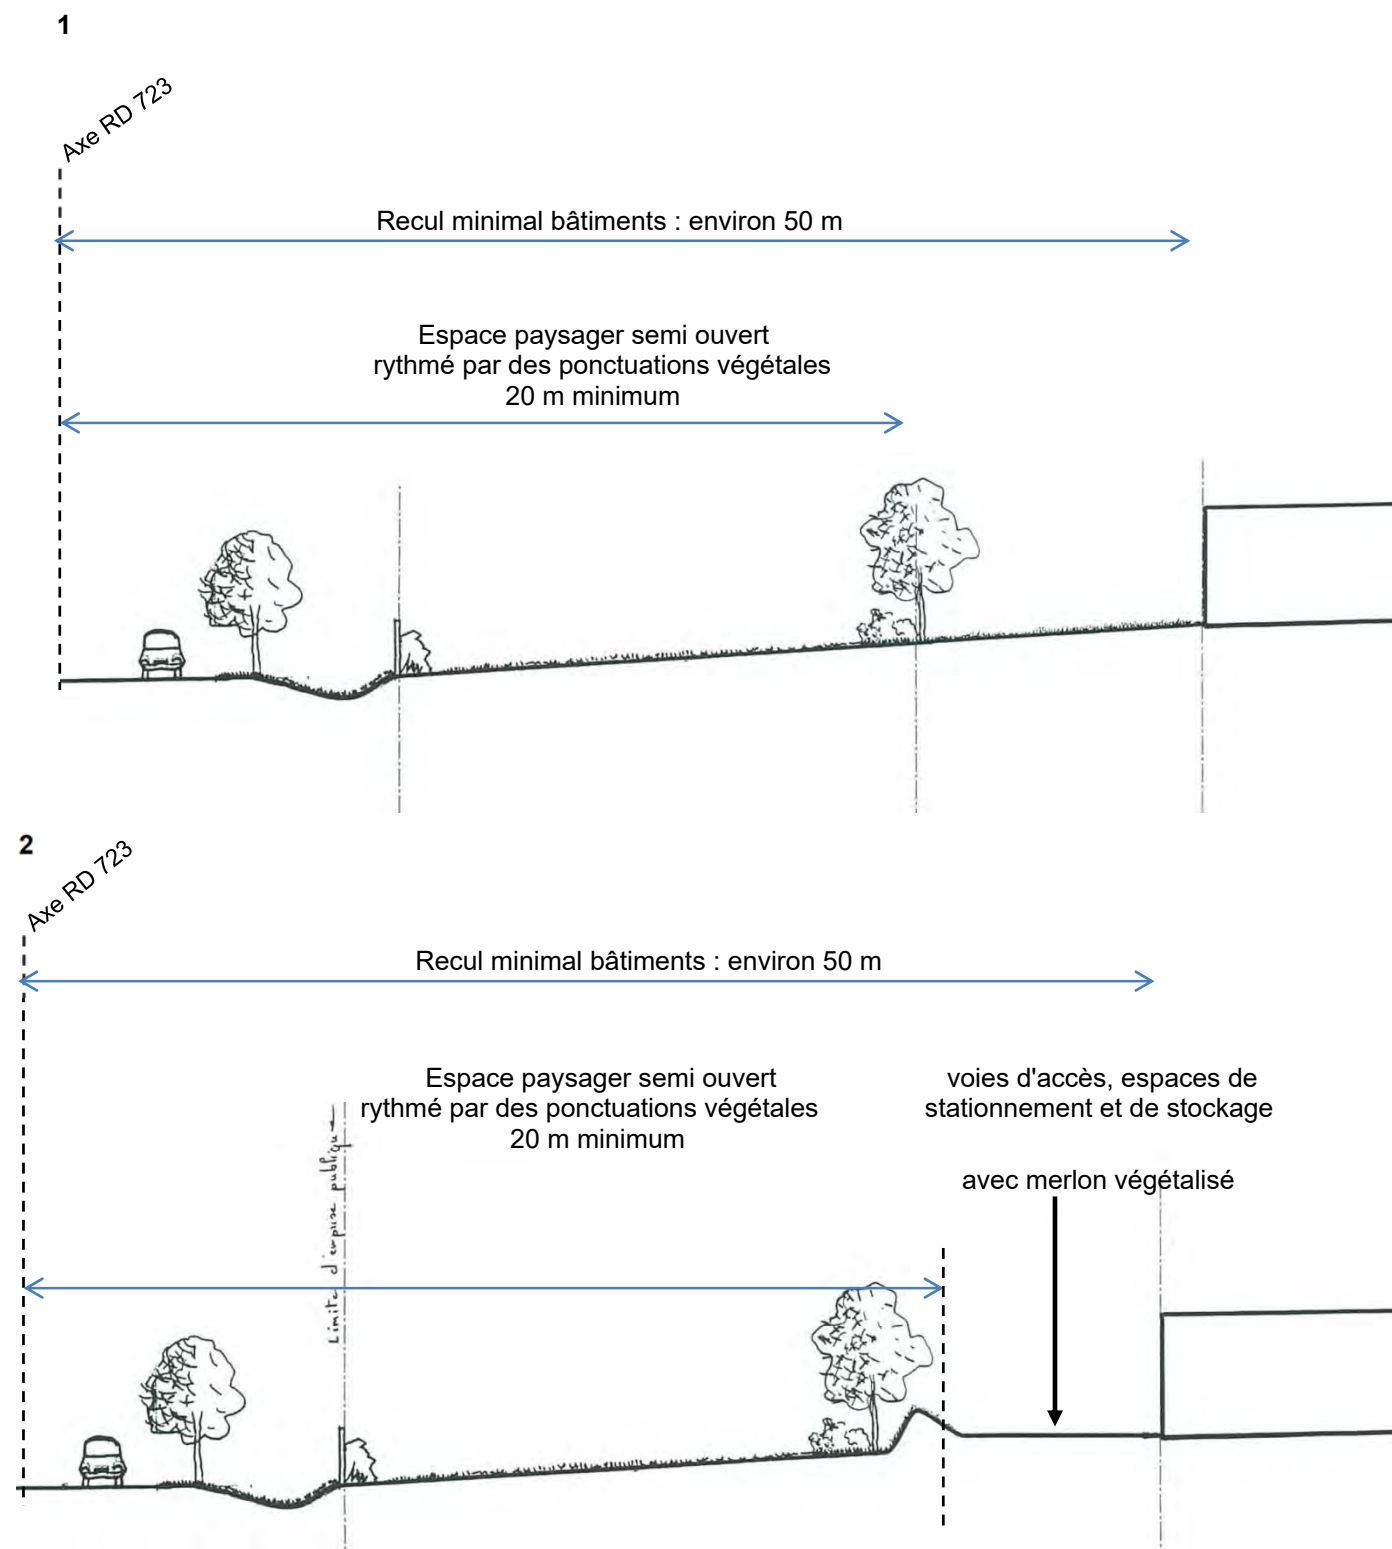 1
Axe RD 723
Recul minimal bâtiments : environ 50 m
Espace paysager semi ouvert
rythmé par des ponctuations végétales
20 m minimum
2
Axe RD 723
Recul minimal bâtiments : environ 50 m
Espace paysager semi ouvert
rythmé par des ponctuations végétales
20 m minimum
voies d'accès, espaces de
stationnement et de stockage
avec merlon végétalisé
Limite d'emprise publique